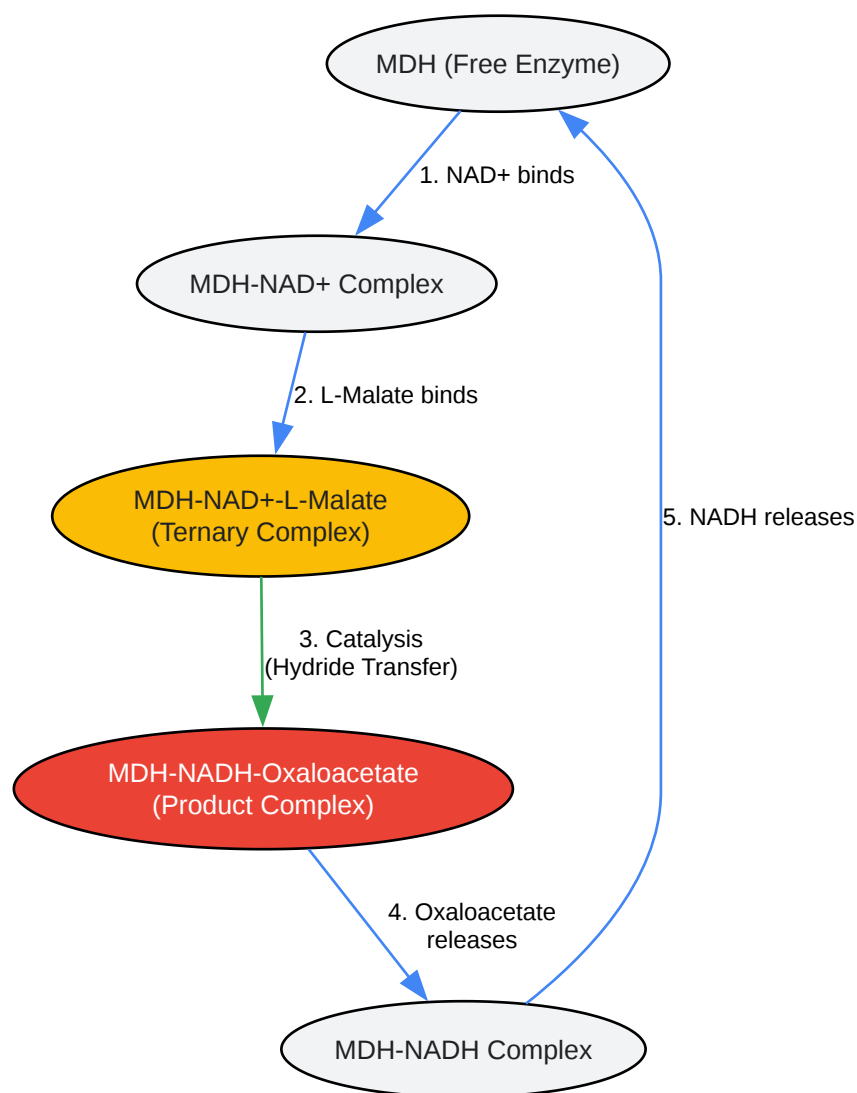 MDH (Free Enzyme)
1. NAD+ binds
MDH-NAD+ Complex
2. L-Malate binds
MDH-NAD+-L-Malate
(Ternary Complex)
5. NADH releases
3. Catalysis
(Hydride Transfer)
MDH-NADH-Oxaloacetate
(Product Complex)
4. Oxaloacetate
releases
MDH-NADH Complex